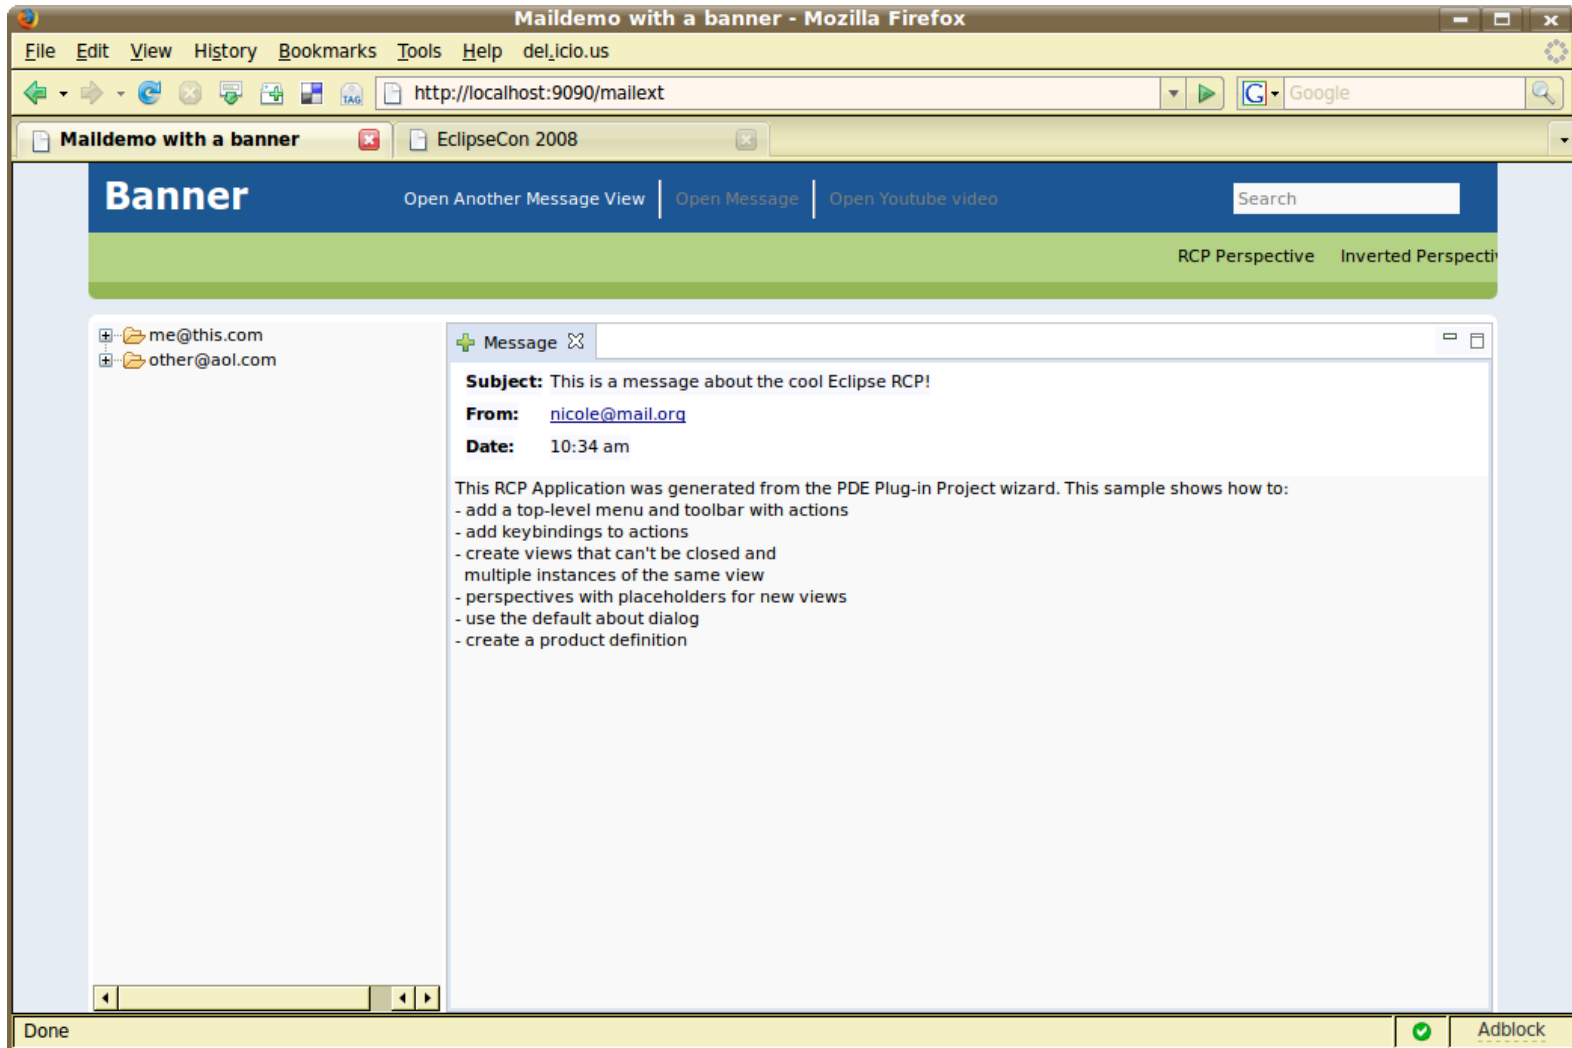 Maildemo with a banner - Mozilla Firefox
File Edit View History Bookmarks Tools Help del.icio.us
TAG http://localhost:9090/mailext G Google
Maildemo with a banner EclipseCon 2008
Banner Open Another Message View Open Message Open Youtube video Search
RCP Perspective Inverted Perspectiv
me@this.com
other@aol.com
Message
Subject: This is a message about the cool Eclipse RCP!
From: nicole@mail.org
Date: 10:34 am
This RCP Application was generated from the PDE Plug-in Project wizard. This sample shows how to:
- add a top-level menu and toolbar with actions
- add keybindings to actions
- create views that can't be closed and
multiple instances of the same view
- perspectives with placeholders for new views
- use the default about dialog
- create a product definition
Done Adblock